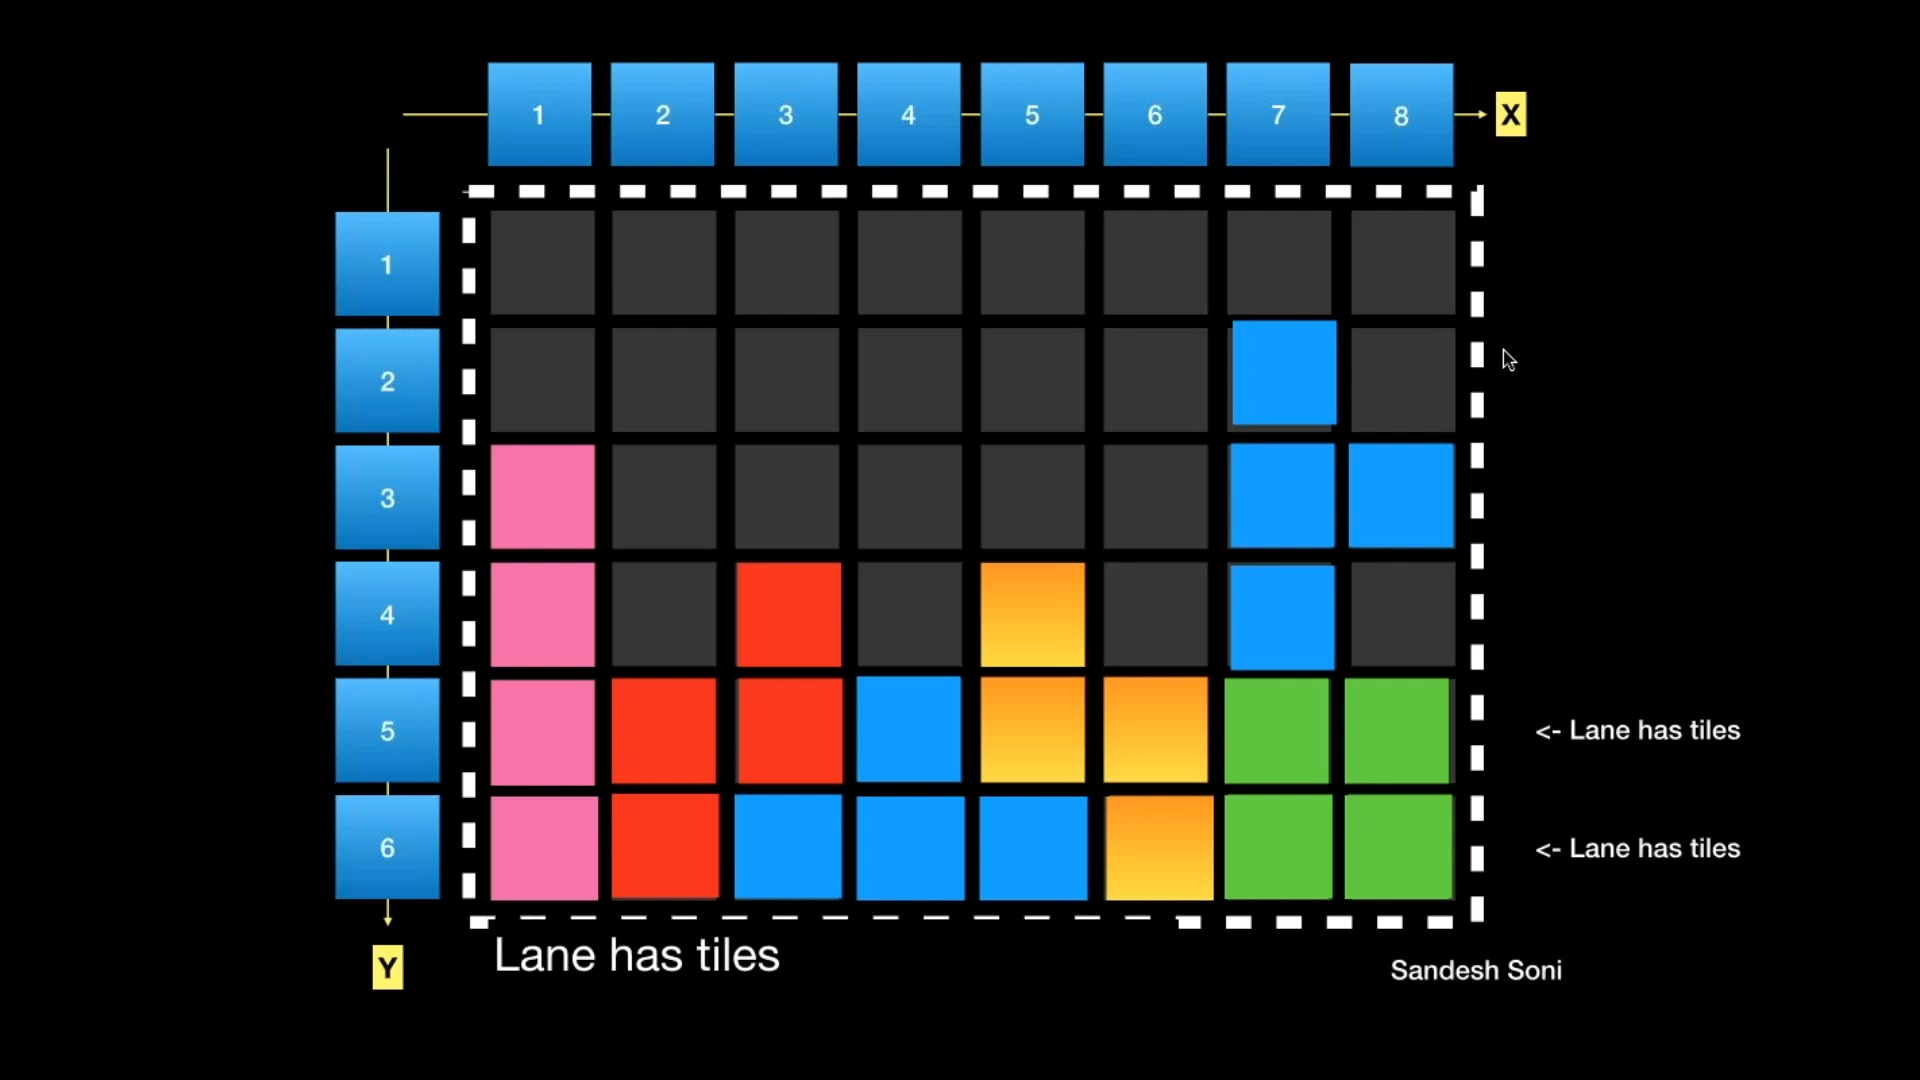 1 2 3 4 5 6 7 8 X
1
2
3
4
5 <- Lane has tiles
6 <- Lane has tiles
Y
Lane has tiles
Sandesh Soni